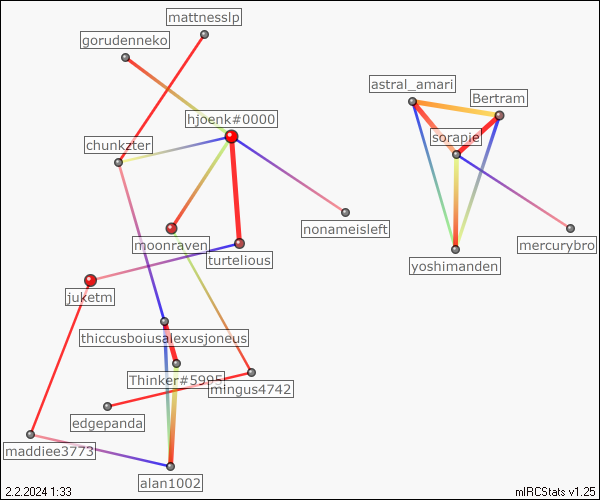 mattnesslp
gorudenneko
astral_amari
Bertram
hjoenk#0000
sorapie
chunkzter
nonameisleft
moonraven
mercurybro
turtelious
yoshimanden
juketm
thiccusboiusalexusjoneus
Thinker#5995
mingus4742
edgepanda
maddiee3773
alan1002
2.2.2024 1:33
mIRCStats v1.25